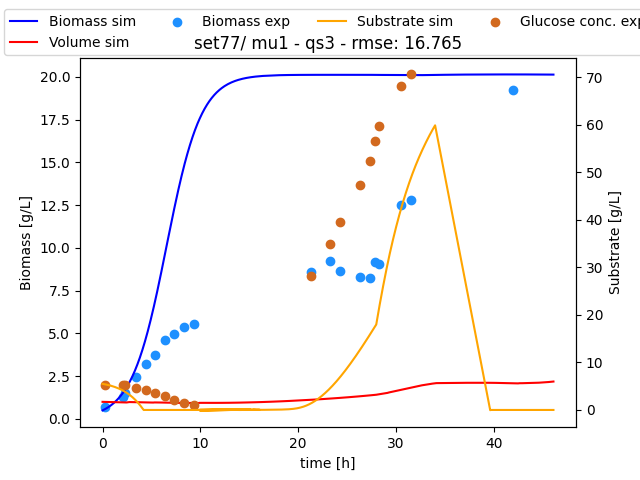 Biomass sim Biomass exp Substrate sim Glucose conc. exp
Volume sim
set77/ mu1 - qs3 - rmse: 16.765
20.0
17.5
15.0
12.5
10.0
7.5
5.0
2.5
0.0
Biomass [g/L]
70
60
50
40
30
20
10
0
Substrate [g/L]
0 10 20 30 40
time [h]